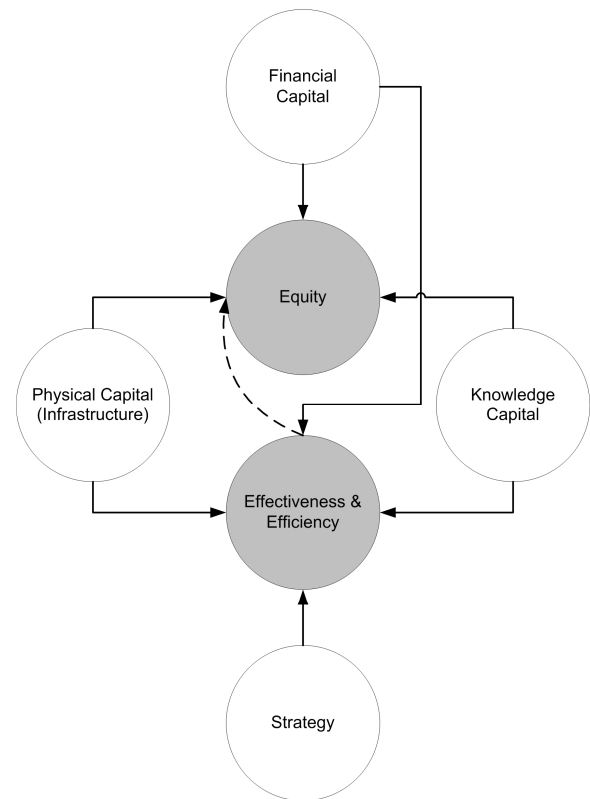 Financial
Capital
Equity
Physical Capital
(Infrastructure)
Knowledge
Capital
Effectiveness &
Efficiency
Strategy